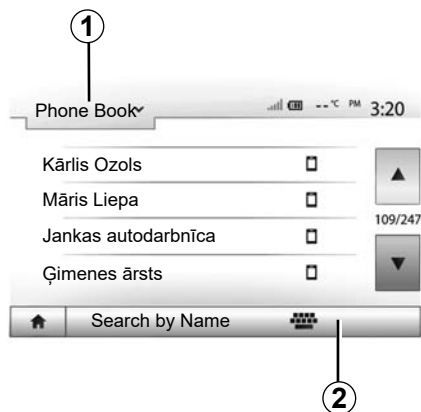 1
Phone Book
--°C PM 3:20
Kārlis Ozols
Māris Liepa
109/247
Jankas autodarbnīca
Ģimenes ārsts
Search by Name
2